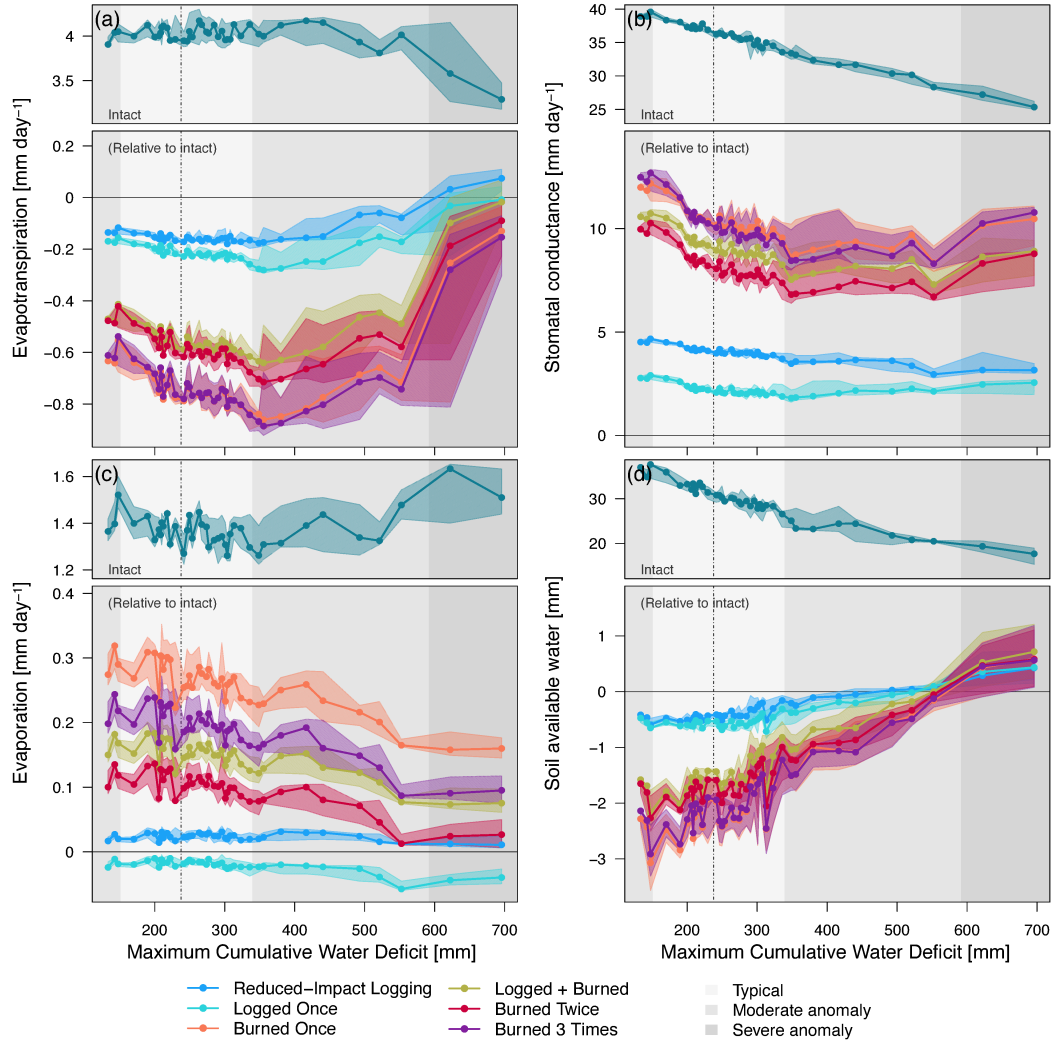 (a)
4
3.5
Intact
Evapotranspiration [mm day−1]
(Relative to intact)
0.2
0
−0.2
−0.4
−0.6
−0.8
(b)
40
35
30
25
Intact
Stomatal conductance [mm day−1]
(Relative to intact)
10
5
0
(c)
1.6
1.4
1.2
Intact
Evaporation [mm day−1]
(Relative to intact)
0.4
0.3
0.2
0.1
0
200 300 400 500 600 700
Maximum Cumulative Water Deficit [mm]
(d)
30
20
Intact
Soil available water [mm]
(Relative to intact)
1
0
−1
−2
−3
200 300 400 500 600 700
Maximum Cumulative Water Deficit [mm]
Reduced−Impact Logging
Logged Once
Burned Once
Logged + Burned
Burned Twice
Burned 3 Times
Typical
Moderate anomaly
Severe anomaly